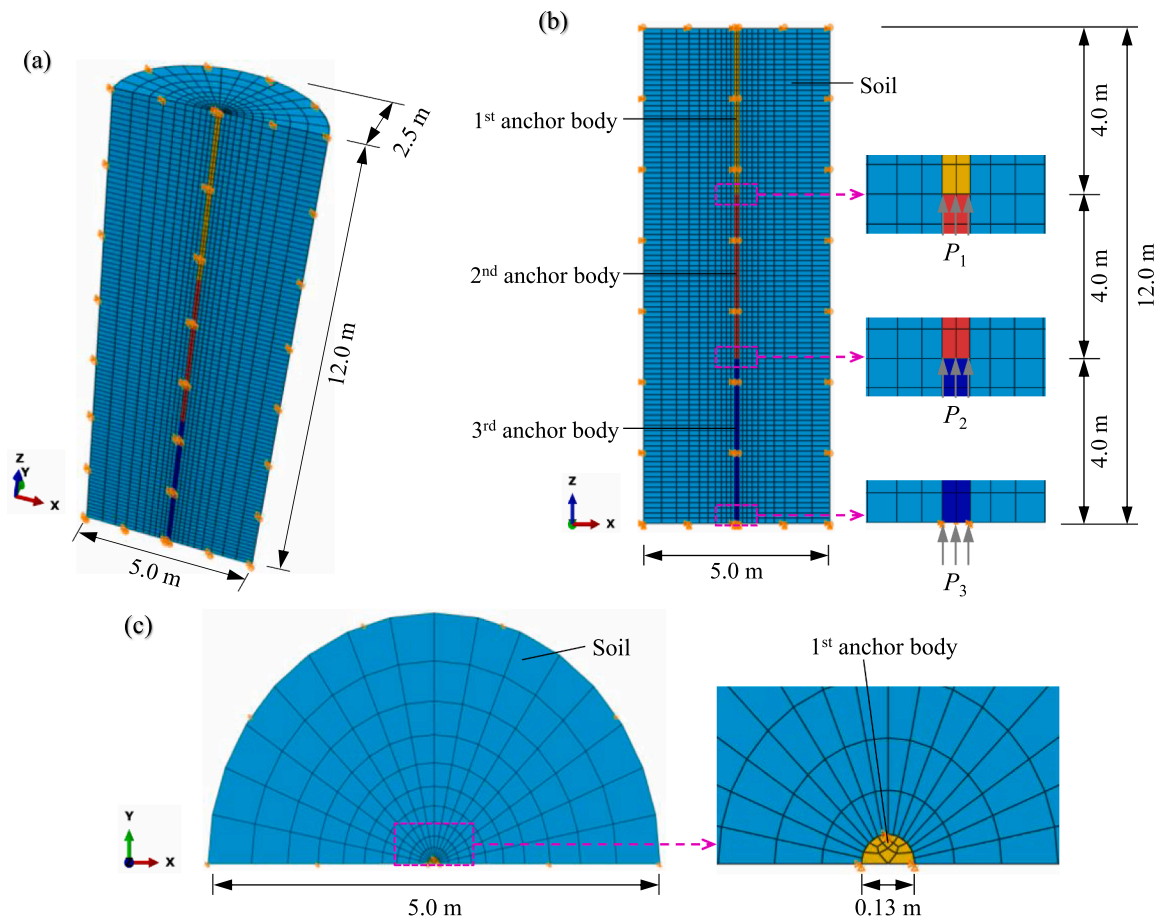 (a)
2.5 m
12.0 m
5.0 m
Z
Y
X
(b)
Soil
1st anchor body
2nd anchor body
3rd anchor body
Z
X
5.0 m
P1
P2
P3
4.0 m
4.0 m
4.0 m
12.0 m
(c)
Soil
Y
X
5.0 m
1st anchor body
0.13 m